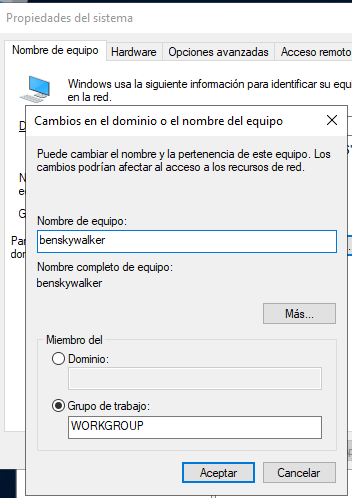 Propiedades del sistema
Nombre de equipo Hardware Opciones avanzadas Acceso remoto
Windows usa la siguiente información para identificar su equi
en la red.
Cambios en el dominio o el nombre del equipo
Puede cambiar el nombre y la pertenencia de este equipo. Los
cambios podrían afectar al acceso a los recursos de red.
Nombre de equipo:
benskywalker
Nombre completo de equipo:
benskywalker
Más...
Miembro del
Dominio:
Grupo de trabajo:
WORKGROUP
Aceptar Cancelar